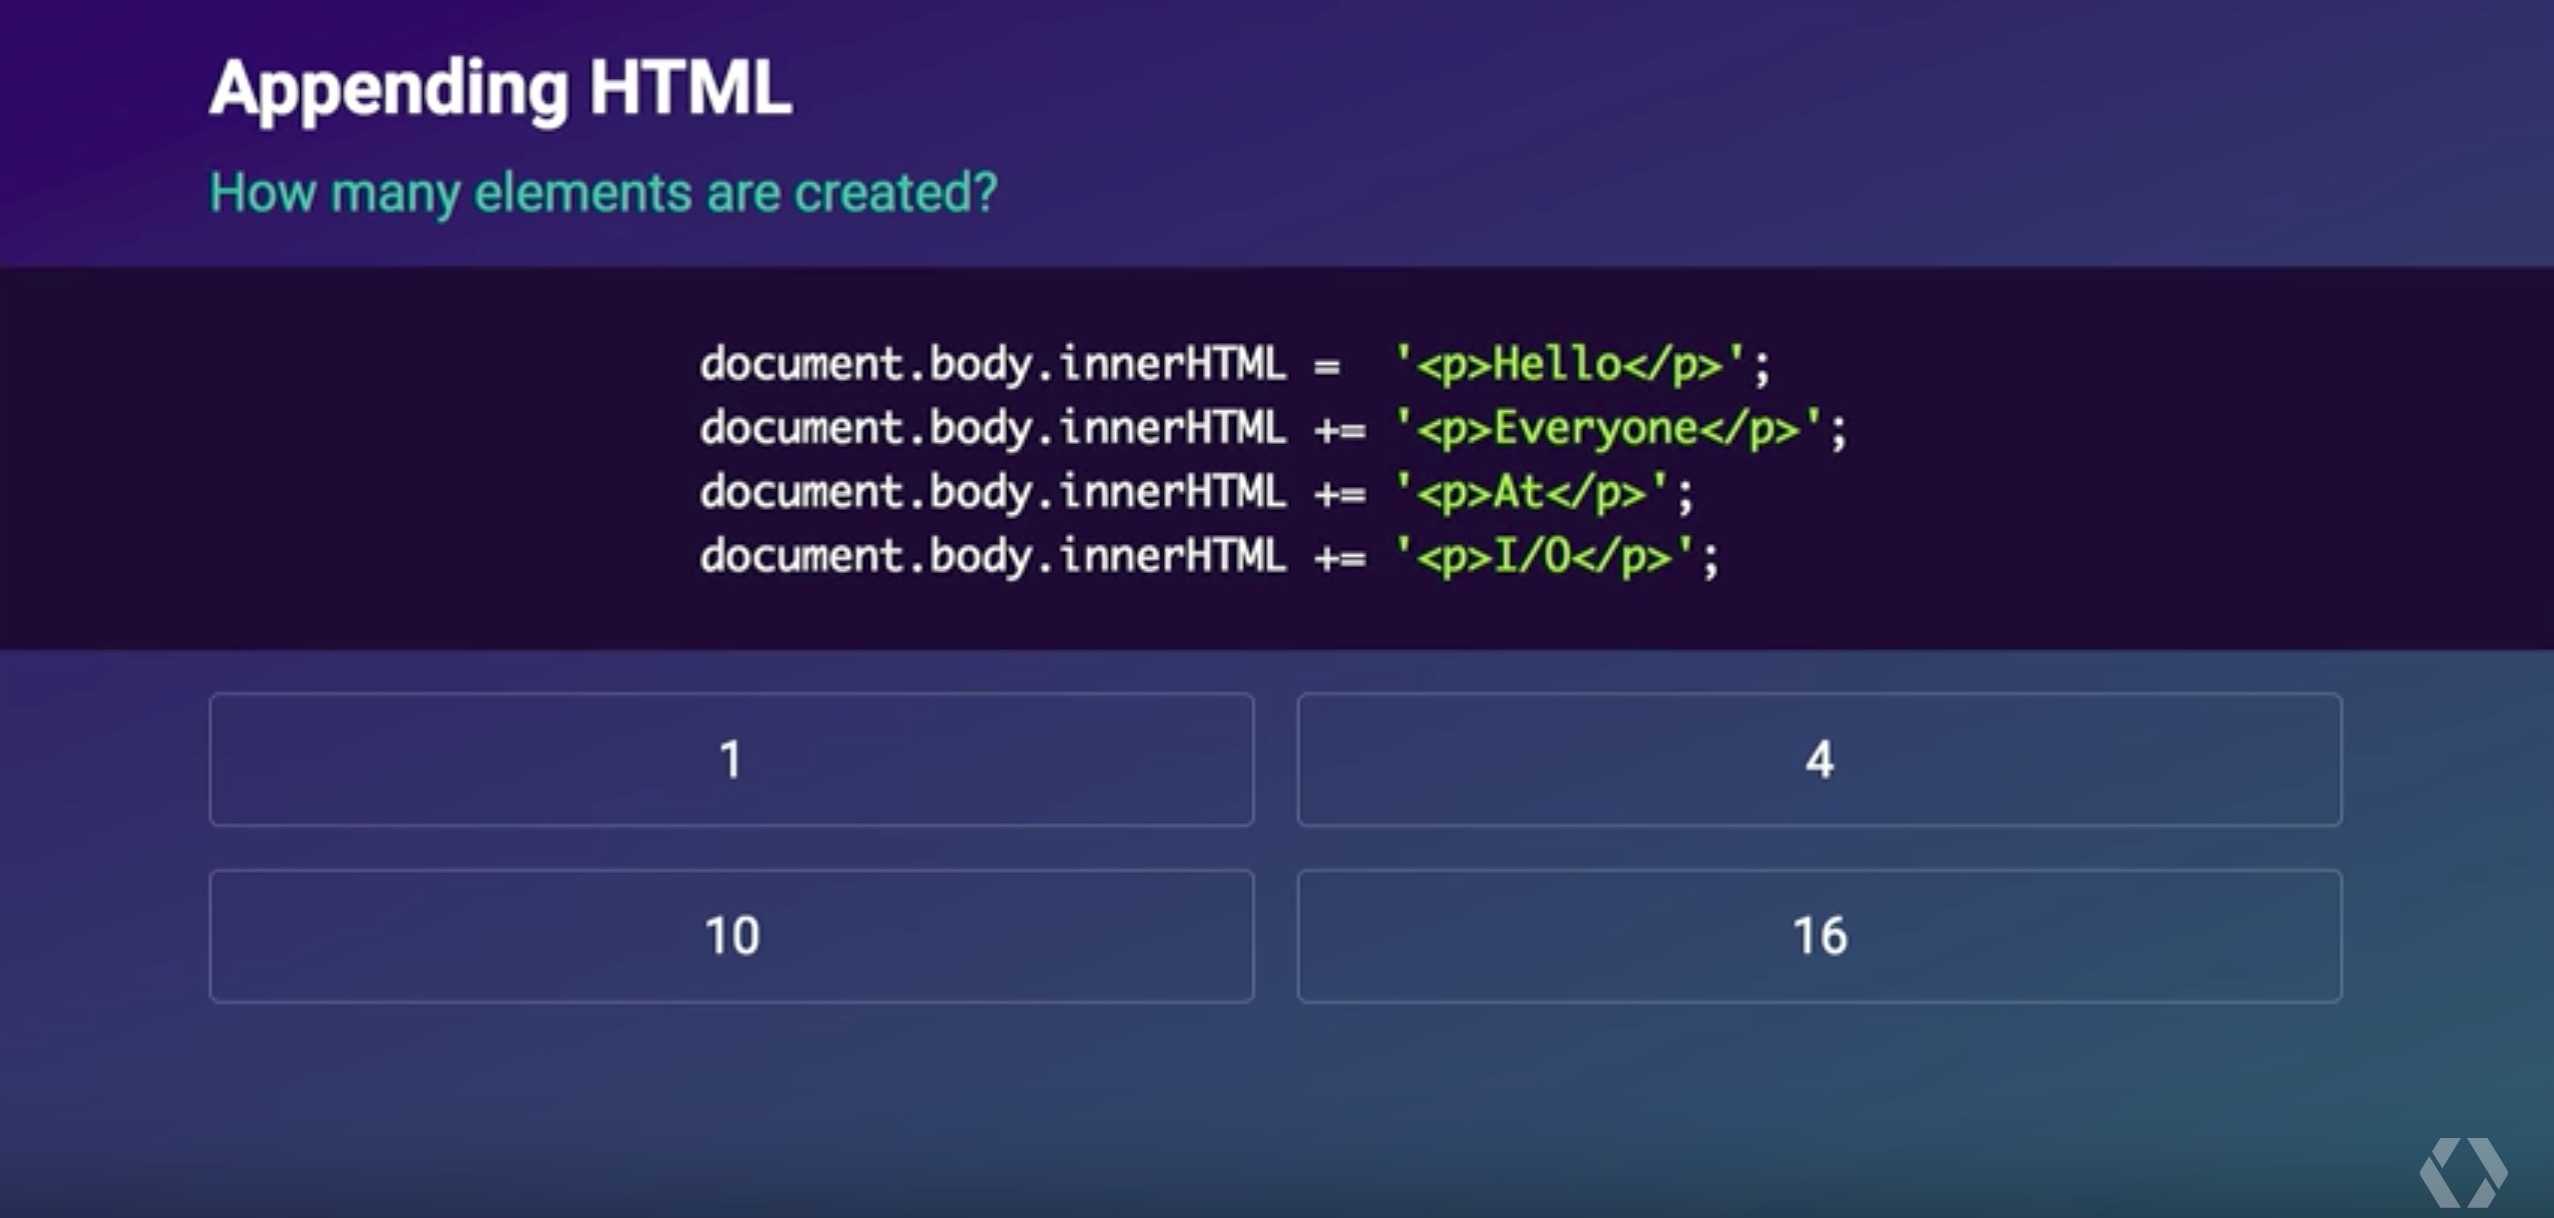 Appending HTML
How many elements are created?
document.body.innerHTML =  '<p>Hello</p>';
document.body.innerHTML += '<p>Everyone</p>';
document.body.innerHTML += '<p>At</p>';
document.body.innerHTML += '<p>I/O</p>';
1
4
10
16